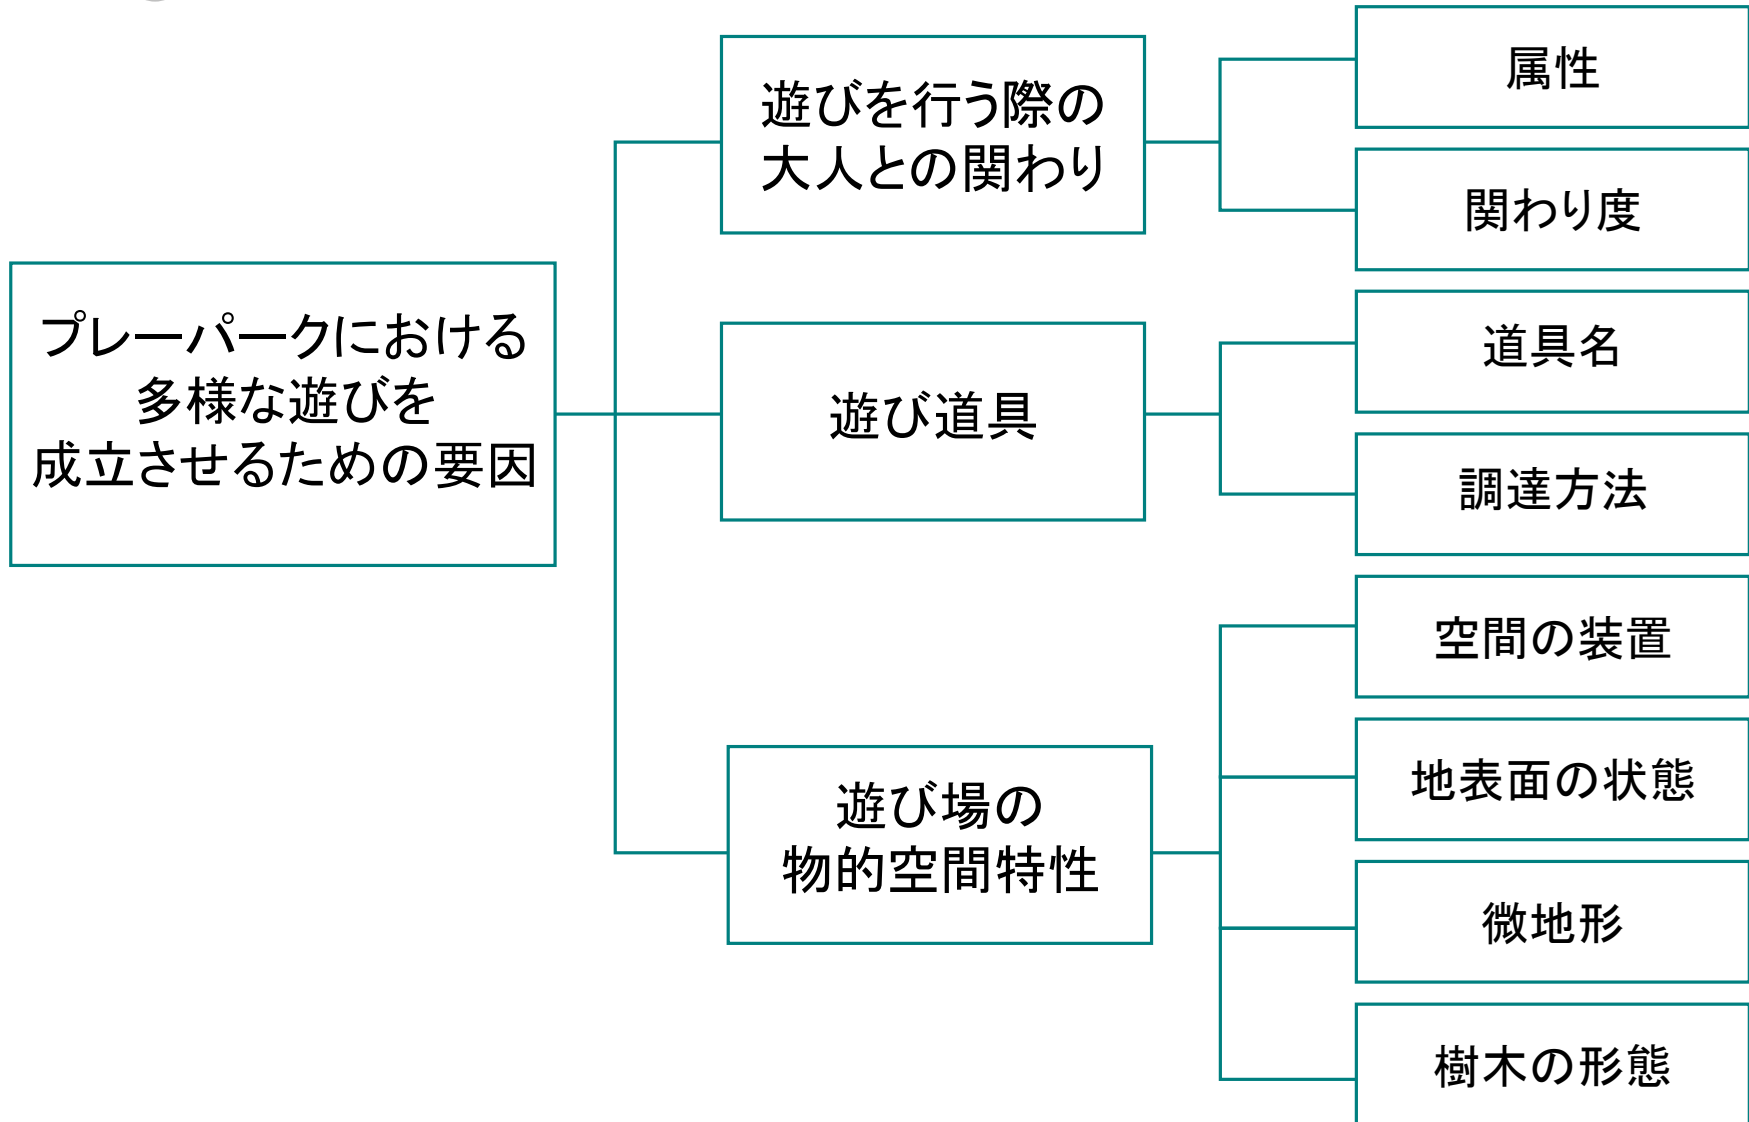 プレーパークにおける
多様な遊びを
成立させるための要因
遊びを行う際の
大人との関わり
属性
関わり度
遊び道具
道具名
調達方法
遊び場の
物的空間特性
空間の装置
地表面の状態
微地形
樹木の形態